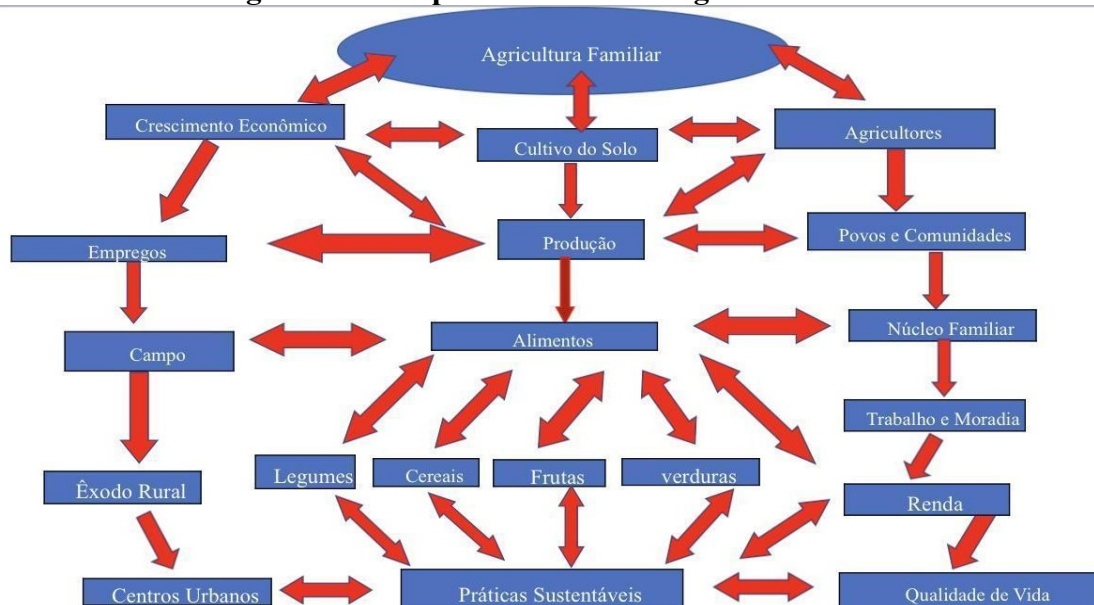 Agricultura Familiar
Crescimento Econômico
Cultivo do Solo
Agricultores
Empregos
Produção
Povos e Comunidades
Campo
Alimentos
Núcleo Familiar
Trabalho e Moradia
Legumes
Cereais
Frutas
verduras
Êxodo Rural
Renda
Centros Urbanos
Práticas Sustentáveis
Qualidade de Vida